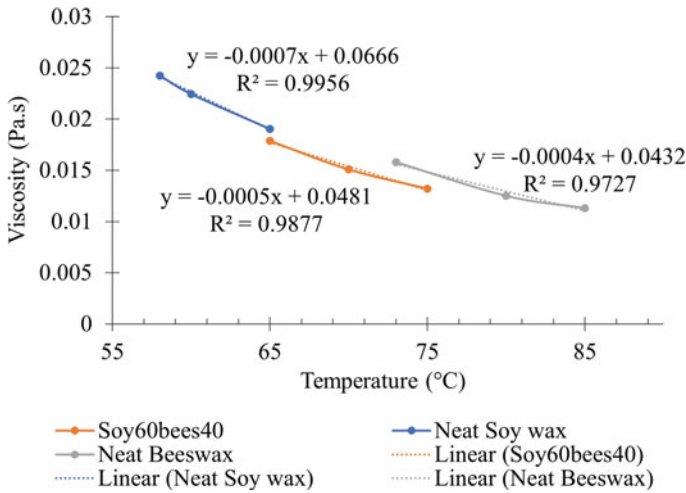 0.03
0.025
0.02
0.015
0.01
0.005
0
Viscosity (Pa.s)
y = -0.0007x + 0.0666
R² = 0.9956
y = -0.0004x + 0.0432
R² = 0.9727
y = -0.0005x + 0.0481
R² = 0.9877
55 65 75 85
Temperature (°C)
Soy60bees40 Neat Soy wax
Neat Beeswax Linear (Soy60bees40)
Linear (Neat Soy wax) Linear (Neat Beeswax)